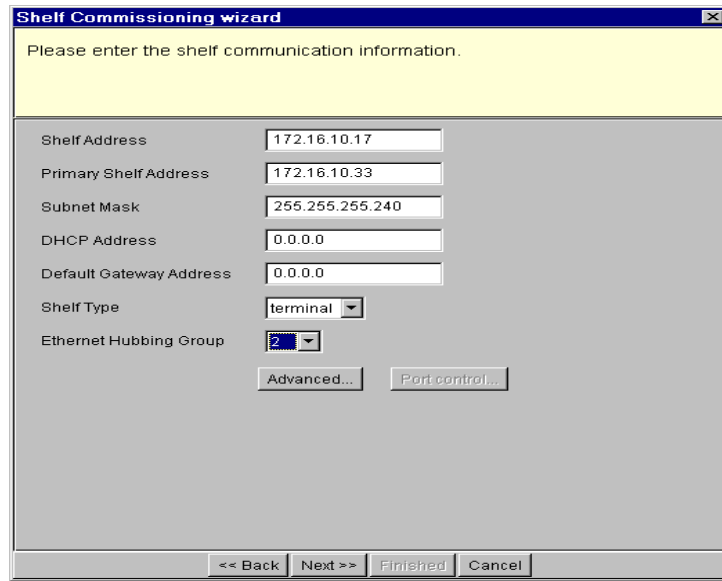 Shelf Commissioning wizard
Please enter the shelf communication information.
Shelf Address 172.16.10.17
Primary Shelf Address 172.16.10.33
Subnet Mask 255.255.255.240
DHCP Address 0.0.0.0
Default Gateway Address 0.0.0.0
Shelf Type terminal
Ethernet Hubbing Group 2
Advanced... Port control...
<< Back Next >> Finished Cancel